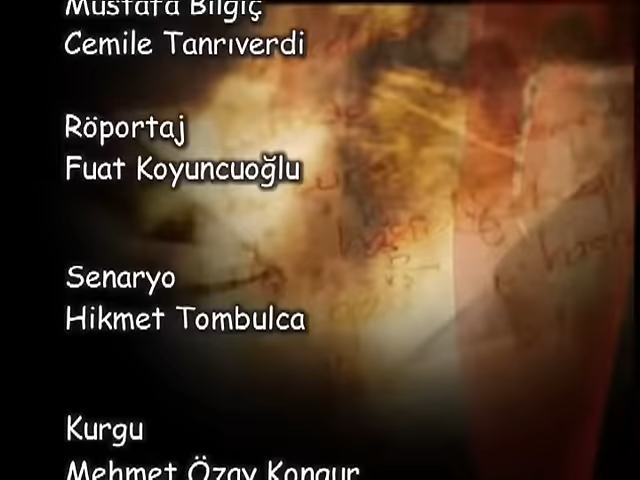 Mustafa Bilgiç
Cemile Tanrıverdi
Röportaj
Fuat Koyuncuoğlu
Senaryo
Hikmet Tombulca
Kurgu
Mehmet Özay Kongur